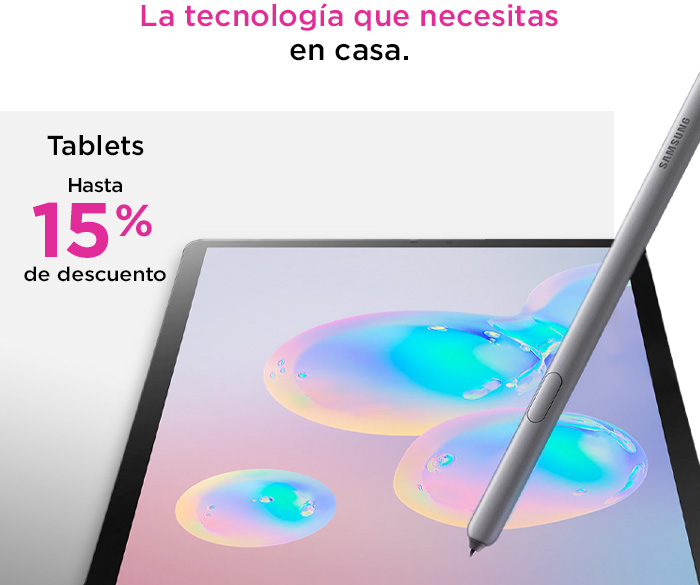 La tecnología que necesitas
en casa.
Tablets
Hasta
15%
de descuento
SAMSUNG